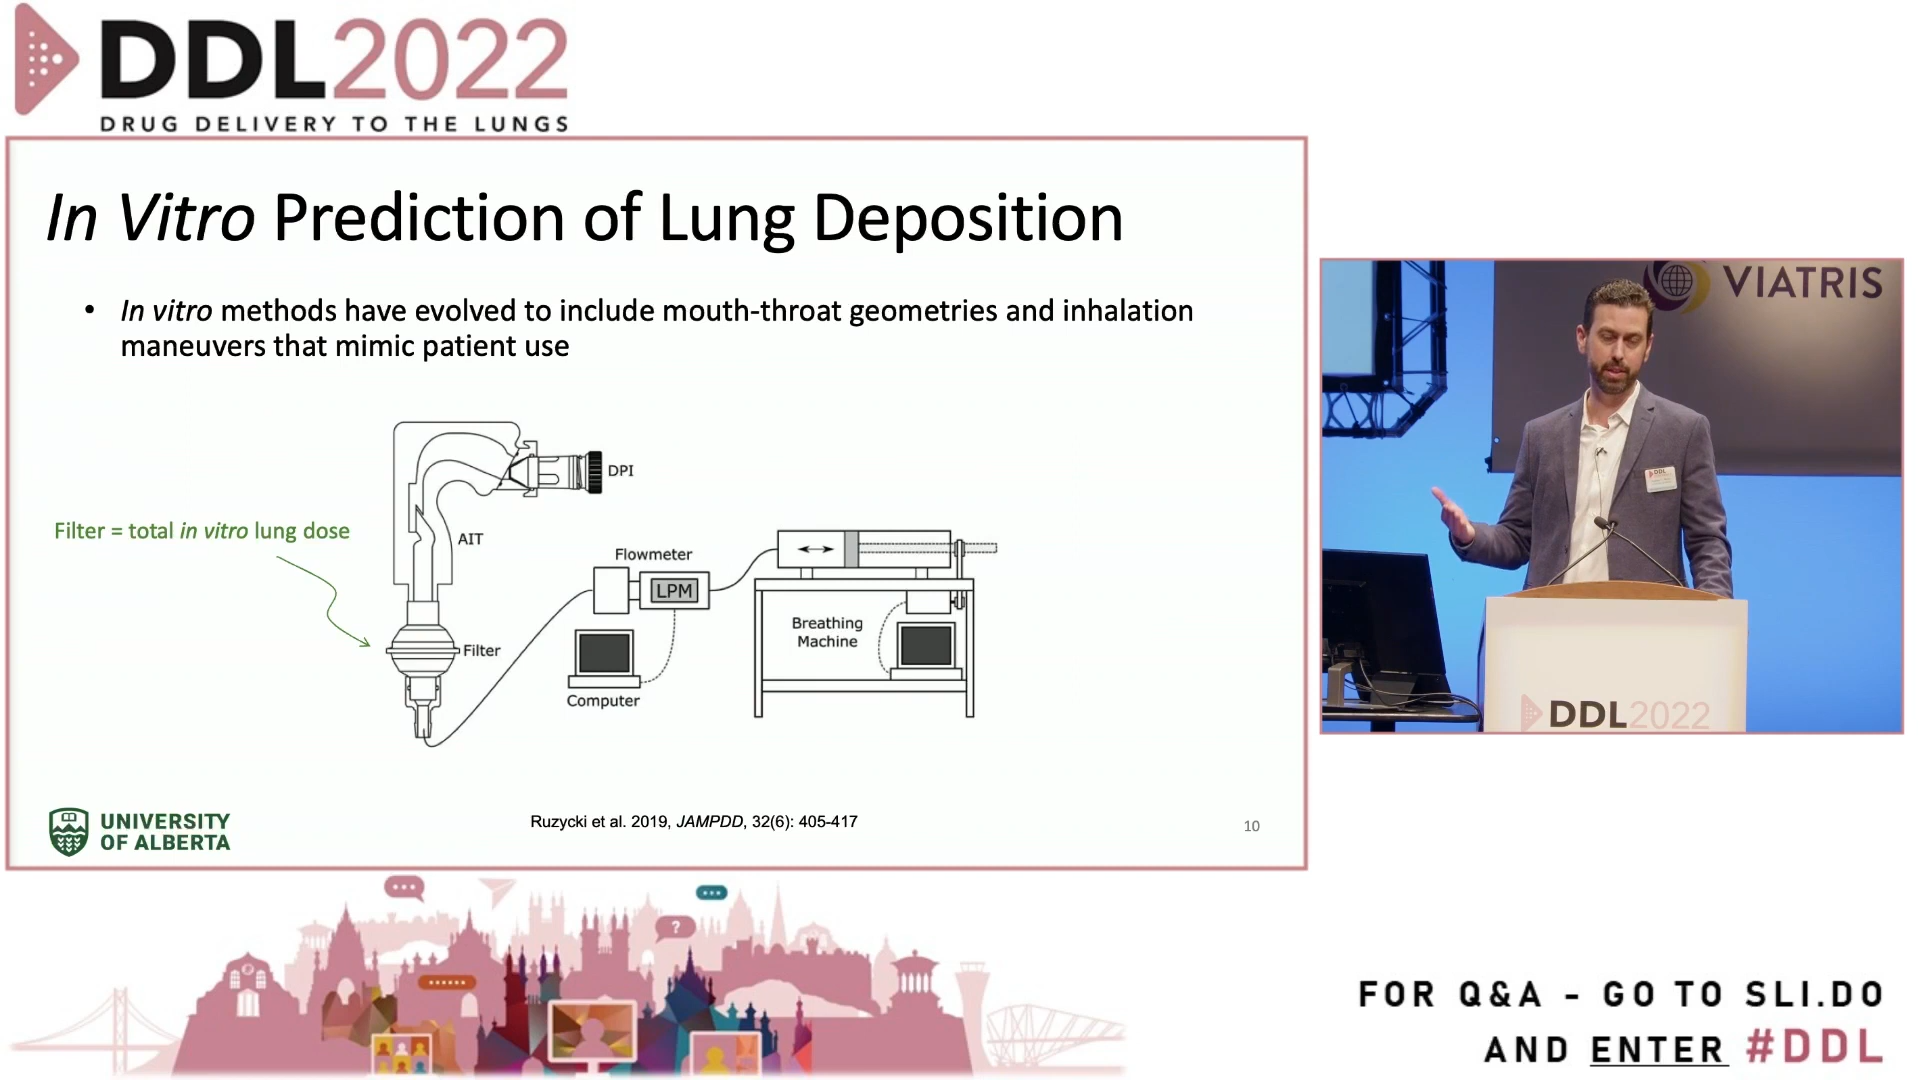 DDL2022
DRUG DELIVERY TO THE LUNGS
In Vitro Prediction of Lung Deposition
• In vitro methods have evolved to include mouth-throat geometries and inhalation
maneuvers that mimic patient use
DPI
Filter = total in vitro lung dose
AIT
Flowmeter
LPM
Breathing
Machine
Filter
Computer
UNIVERSITY
OF ALBERTA
Ruzycki et al. 2019, JAMPDD, 32(6): 405-417
10
VIATRIS
DDL
DDL2022
?
FOR Q&A - GO TO SLI.DO
AND ENTER #DDL